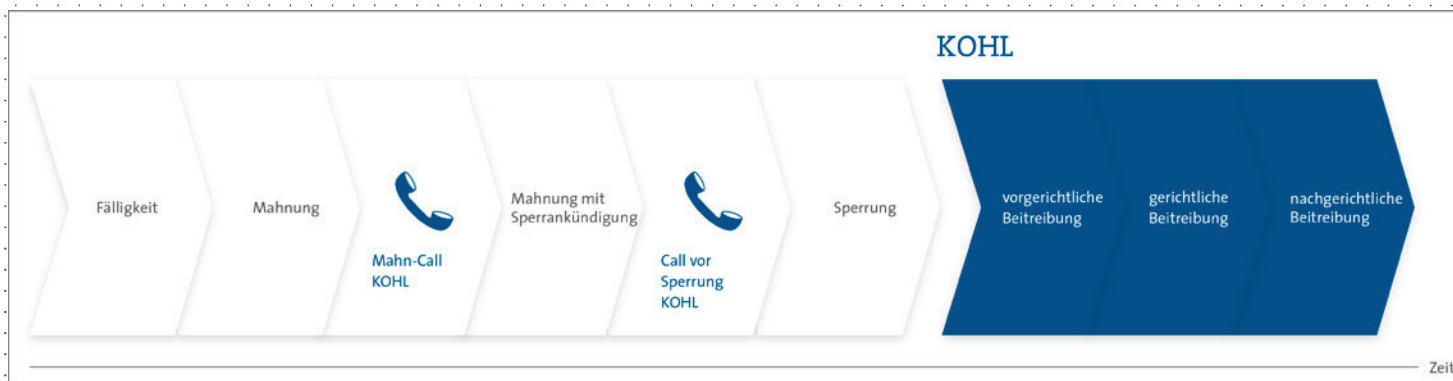 KOHL
Fälligkeit
Mahnung
Mahn-Call
KOHL
Mahnung mit
Sperrankündigung
Call vor
Sperrung
KOHL
Sperrung
vorgerichtliche
Beitreibung
gerichtliche
Beitreibung
nachgerichtliche
Beitreibung
Zeit